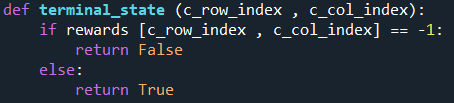 def terminal_state (c_row_index , c_col_index):
    if rewards [c_row_index , c_col_index] == -1:
        return False
    else:
        return True